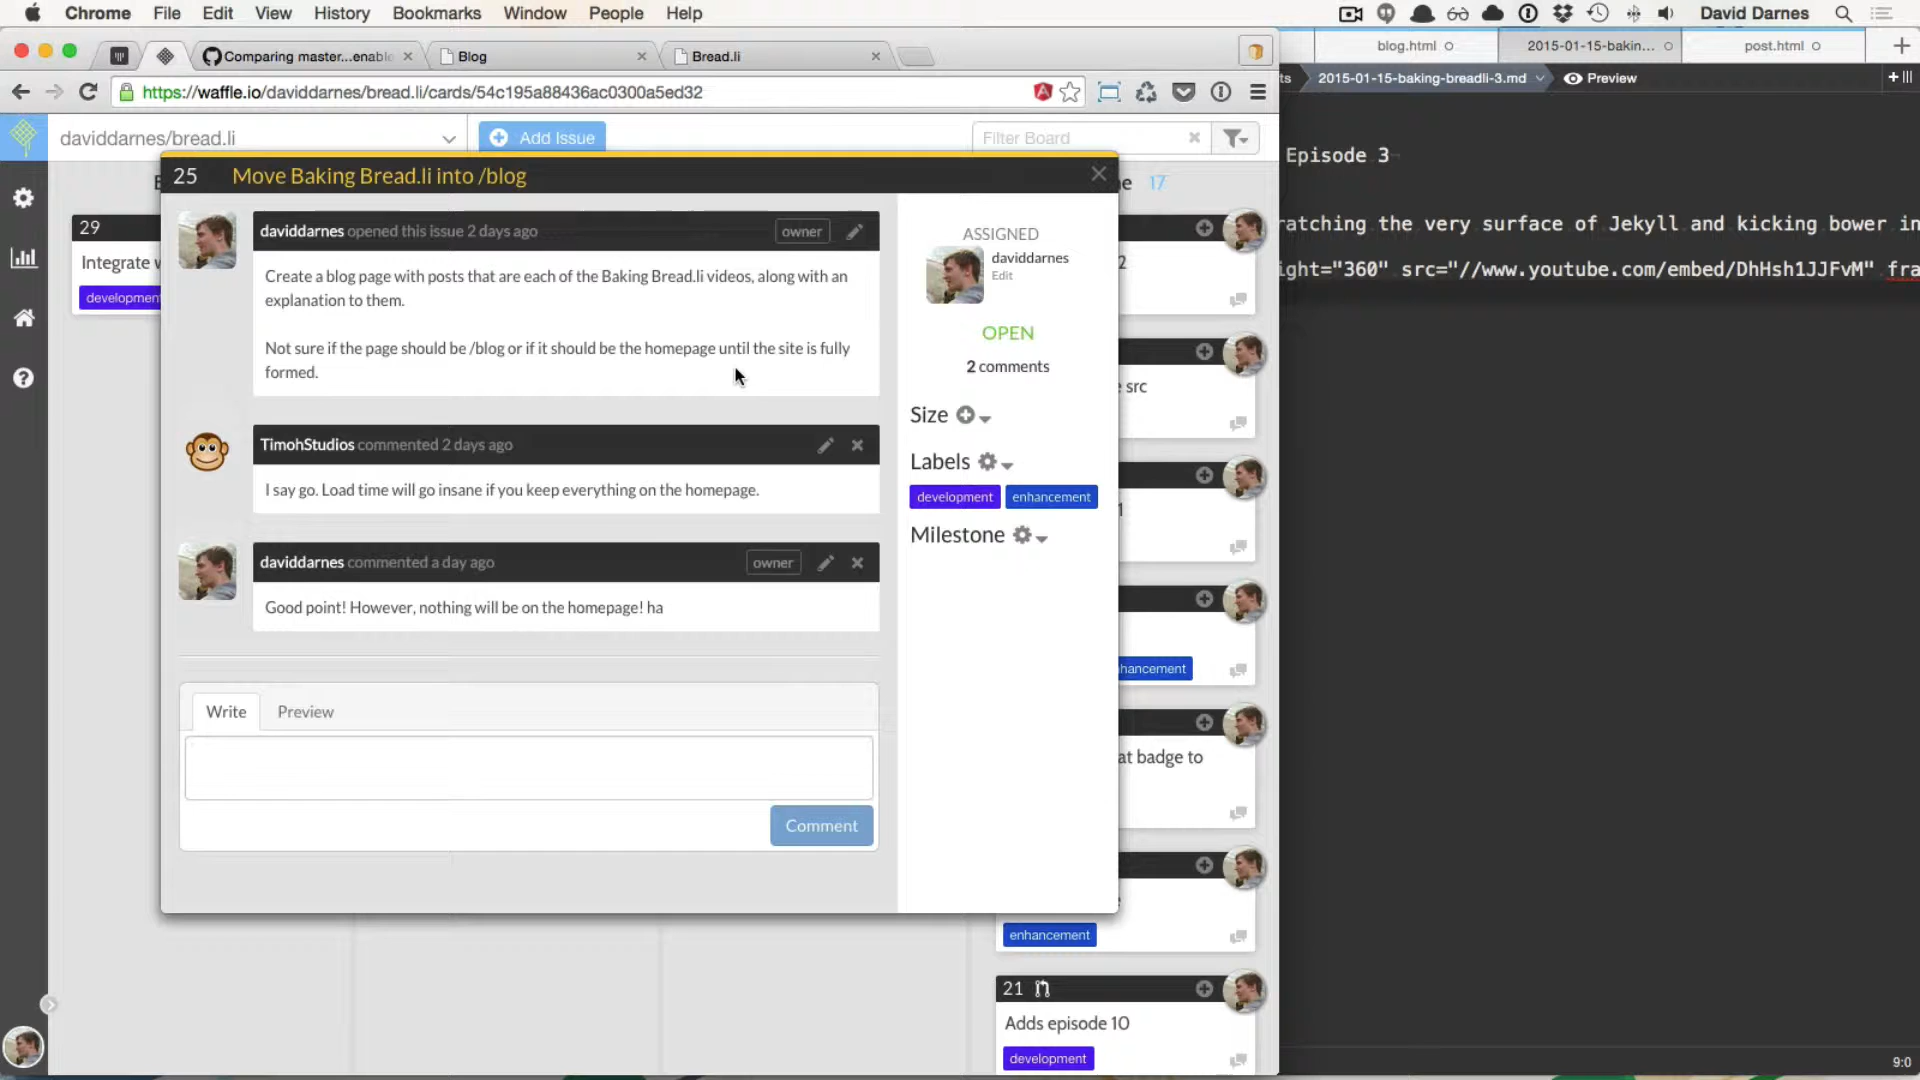 Chrome File Edit View History Bookmarks Window People Help David Darnes
Comparing master...enable Blog Bread.li
https://waffle.io/daviddarnes/bread.li/cards/54c195a88436ac0300a5ed32
daviddarnes/bread.li Add Issue Filter Board
25 Move Baking Bread.li into /blog
e 17
29
Integrate w
development
daviddarnes opened this issue 2 days ago owner
Create a blog page with posts that are each of the Baking Bread.li videos, along with an
explanation to them.
Not sure if the page should be /blog or if it should be the homepage until the site is fully
formed.
TimohStudios commented 2 days ago
I say go. Load time will go insane if you keep everything on the homepage.
daviddarnes commented a day ago owner
Good point! However, nothing will be on the homepage! ha
Write Preview
Comment
ASSIGNED
daviddarnes
Edit
OPEN
2 comments
Size
Labels
development enhancement
Milestone
2
src
1
hancement
at badge to
enhancement
21
Adds episode 10
development
blog.html 2015-01-15-bakin... post.html
ts 2015-01-15-baking-breadli-3.md Preview
Episode 3
ratching the very surface of Jekyll and kicking bower in
ight="360" src="//www.youtube.com/embed/DhHsh1JJFvM" fra
9:0